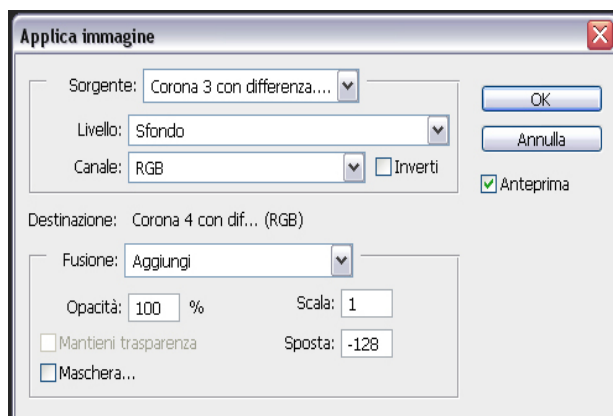 Applica immagine
Sorgente: Corona 3 con differenza....
OK
Livello: Sfondo
Annulla
Canale: RGB Inverti
Anteprima
Destinazione: Corona 4 con dif... (RGB)
Fusione: Aggiungi
Opacità: 100 % Scala: 1
Mantieni trasparenza Sposta: -128
Maschera...